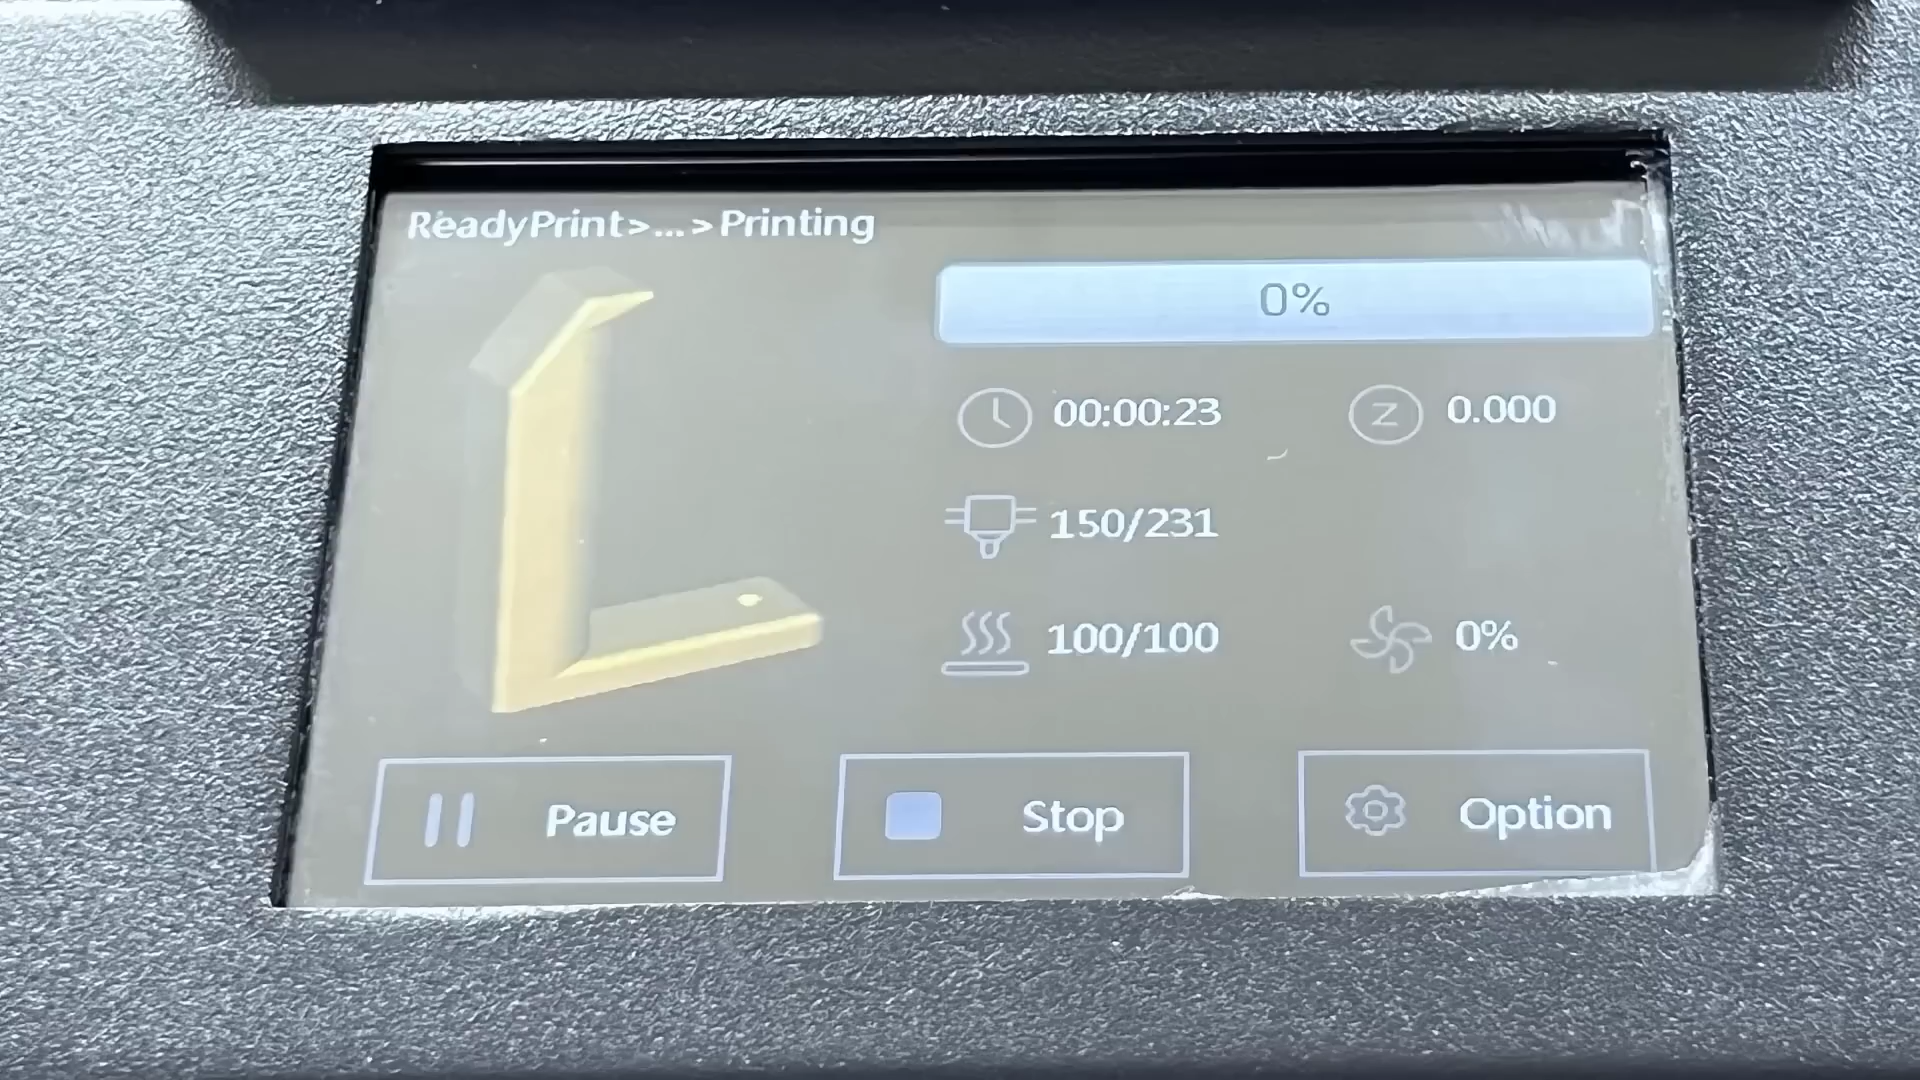 ReadyPrint>...>Printing
0%
00:00:23
Z 0.000
150/231
100/100
0%
Pause
Stop
Option